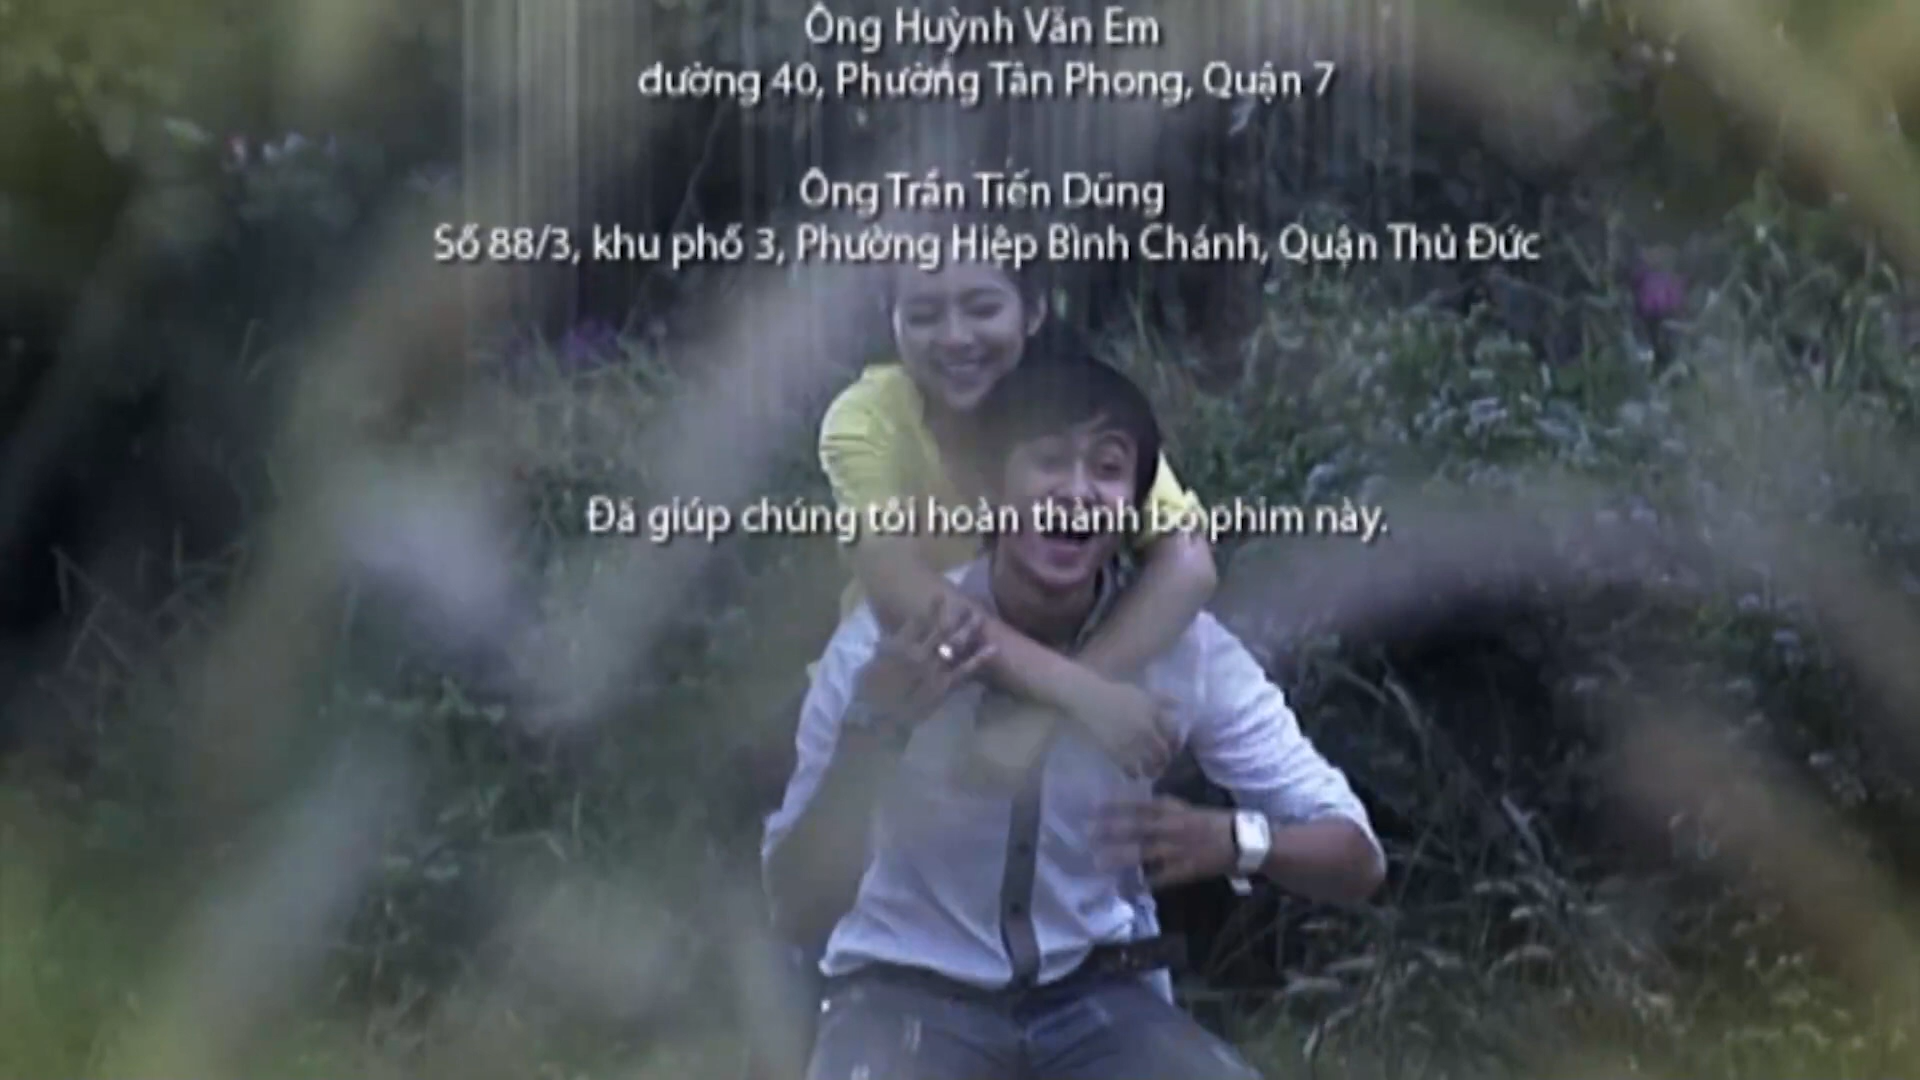 Ông Huỳnh Văn Em
đường 40, Phường Tân Phong, Quận 7
Ông Trần Tiến Dũng
Số 88/3, khu phố 3, Phường Hiệp Bình Chánh, Quận Thủ Đức
Đã giúp chúng tôi hoàn thành bộ phim này.